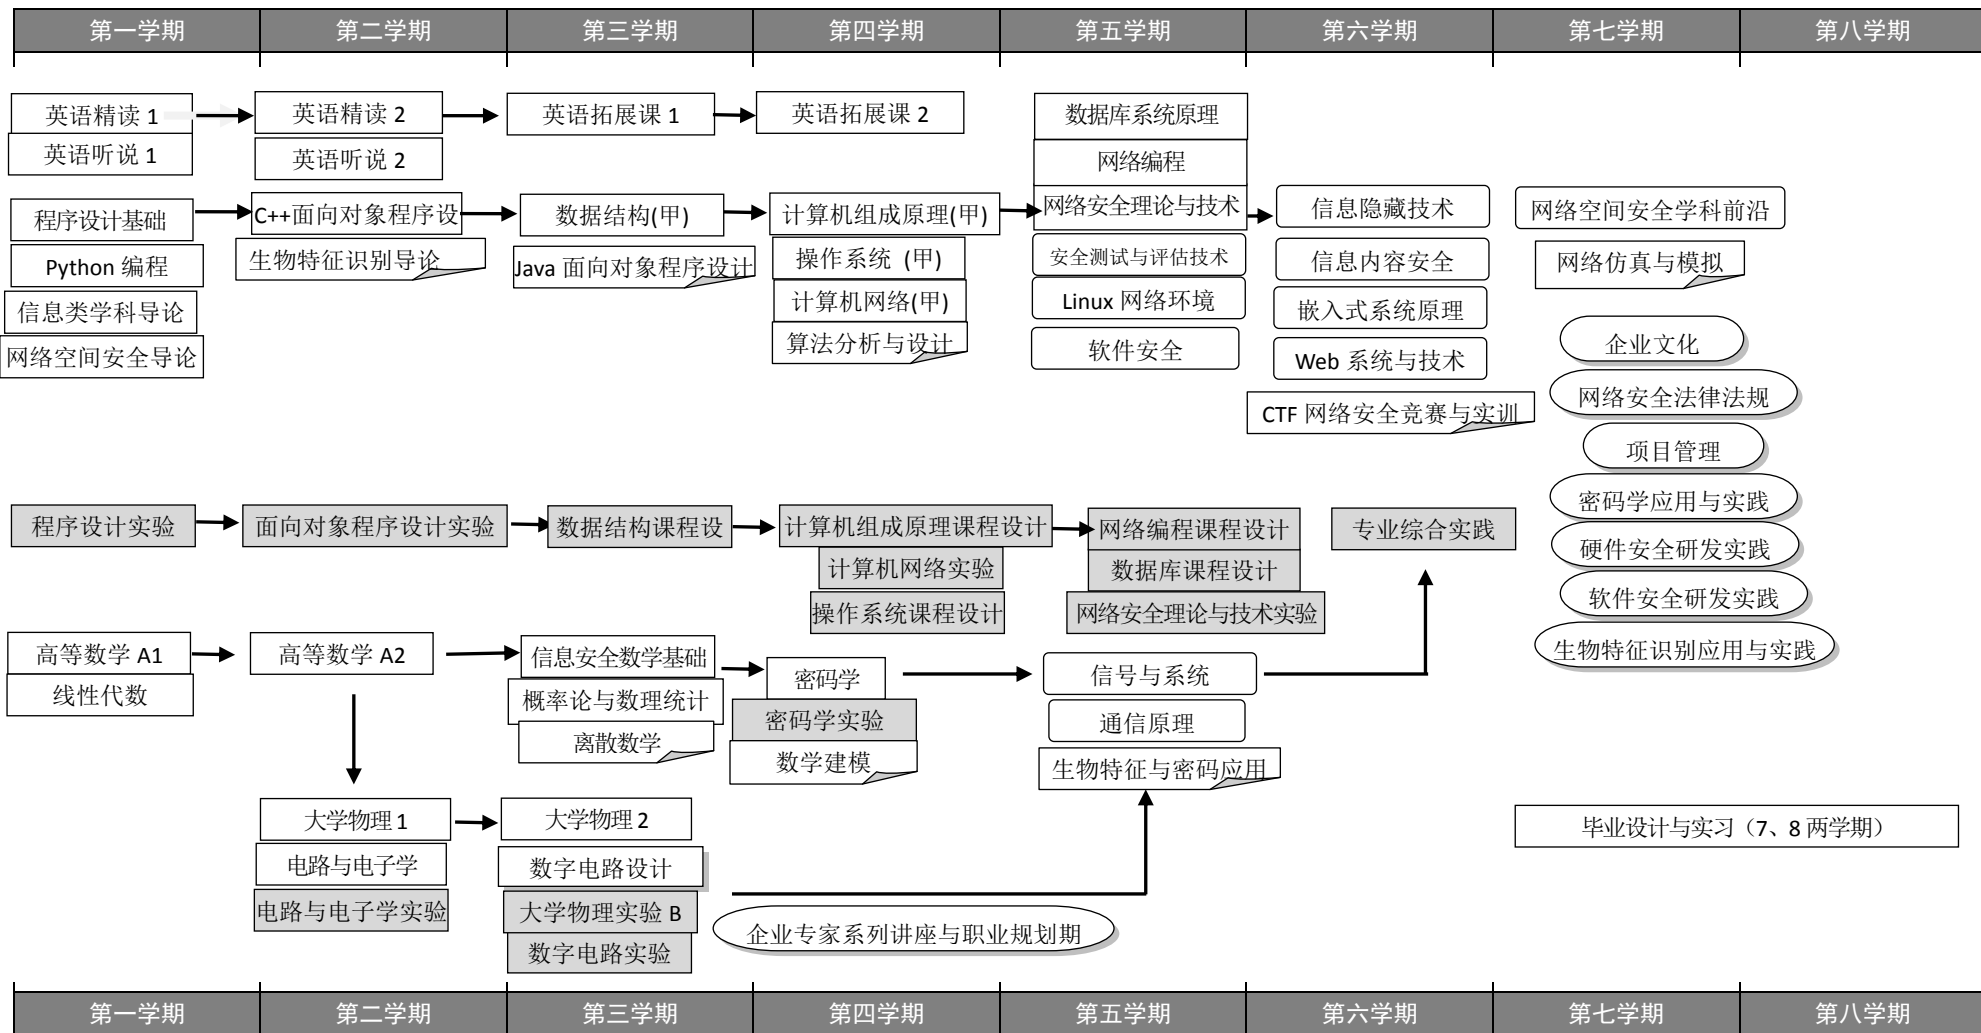 第一学期 第二学期 第三学期 第四学期 第五学期 第六学期 第七学期 第八学期
英语精读 1 英语精读 2 英语拓展课 1 英语拓展课 2 数据库系统原理
英语听说 1 英语听说 2 网络编程
程序设计基础 C++面向对象程序设 数据结构(甲) 计算机组成原理(甲) 网络安全理论与技术 信息隐藏技术 网络空间安全学科前沿
Python 编程 生物特征识别导论 Java 面向对象程序设计 操作系统 (甲) 安全测试与评估技术 信息内容安全 网络仿真与模拟
信息类学科导论 计算机网络(甲) Linux 网络环境 嵌入式系统原理
网络空间安全导论 算法分析与设计 软件安全 Web 系统与技术 企业文化
网络安全法律法规
CTF 网络安全竞赛与实训
项目管理
密码学应用与实践
程序设计实验 面向对象程序设计实验 数据结构课程设 计算机组成原理课程设计 网络编程课程设计 专业综合实践
硬件安全研发实践
计算机网络实验 数据库课程设计
软件安全研发实践
操作系统课程设计 网络安全理论与技术实验
高等数学 A1 高等数学 A2 信息安全数学基础 生物特征识别应用与实践
线性代数 概率论与数理统计 密码学 信号与系统
离散数学 密码学实验 通信原理
数学建模 生物特征与密码应用
大学物理 1 大学物理 2 毕业设计与实习（7、8 两学期）
电路与电子学 数字电路设计
电路与电子学实验 大学物理实验 B
企业专家系列讲座与职业规划期
数字电路实验
第一学期 第二学期 第三学期 第四学期 第五学期 第六学期 第七学期 第八学期